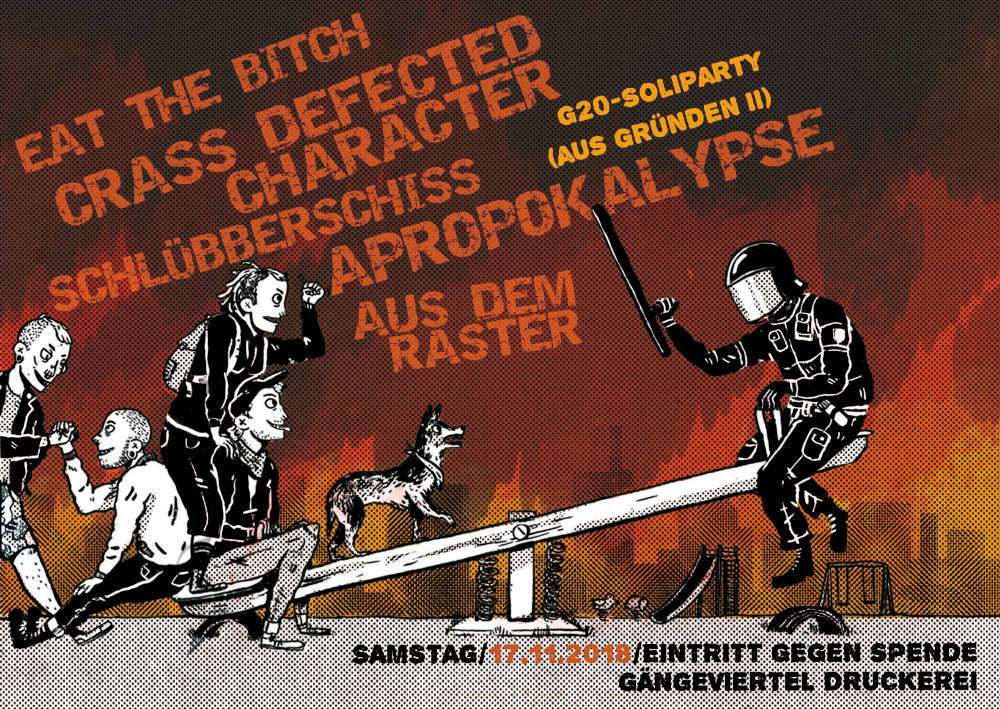 EAT THE BITCH
CRASS DEFECTED
CHARACTER
SCHLÜBBERSCHISS
APROPOKALYPSE
AUS DEM
RASTER
G20-SOLIPARTY
(AUS GRÜNDEN II)
SAMSTAG/17.11.2018/EINTRITT GEGEN SPENDE
GÄNGEVIERTEL DRUCKEREI